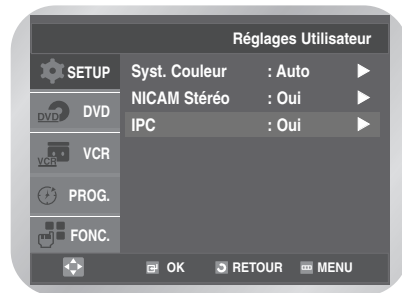 Réglages Utilisateur
SETUP
Syst. Couleur : Auto
NICAM Stéréo : Oui
IPC : Oui
DVD DVD
VCR VCR
PROG.
FONC.
OK RETOUR MENU